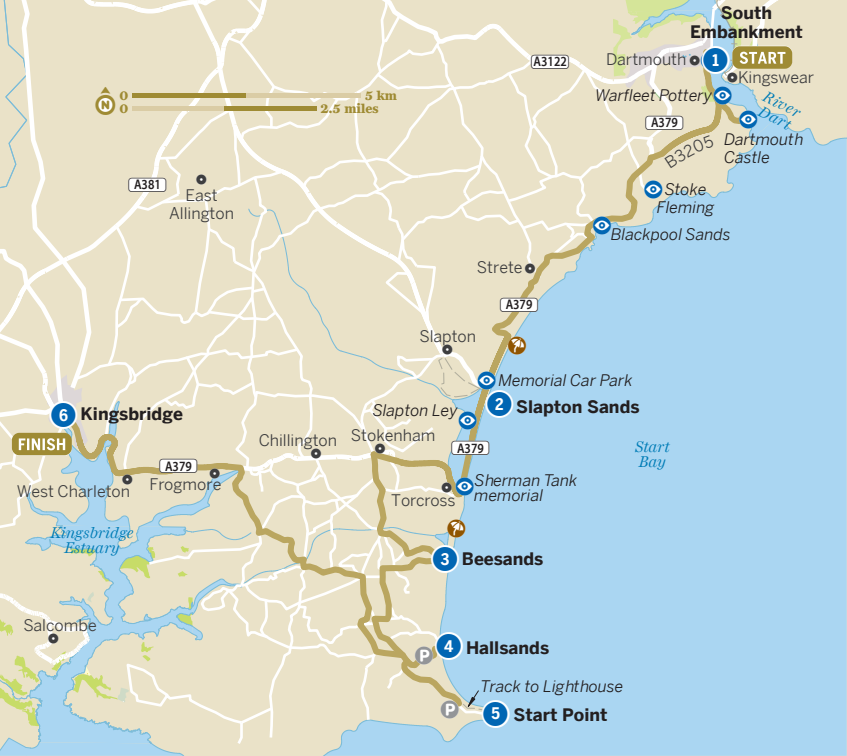 South
Embankment
1
START
Dartmouth
Kingswear
A3122
Warfleet Pottery
River
Dart
N
0
5 km
0
2.5 miles
A379
Dartmouth
Castle
B3205
A381
East
Allington
Stoke
Fleming
Blackpool Sands
Strete
A379
Slapton
Memorial Car Park
2
Slapton Sands
Slapton Ley
6
Kingsbridge
FINISH
Chillington
Stokenham
A379
Start
Bay
A379
West Charleton
Frogmore
Torcross
Sherman Tank
memorial
Kingsbridge
Estuary
3
Beesands
Salcombe
4
Hallsands
P
Track to Lighthouse
P
5
Start Point